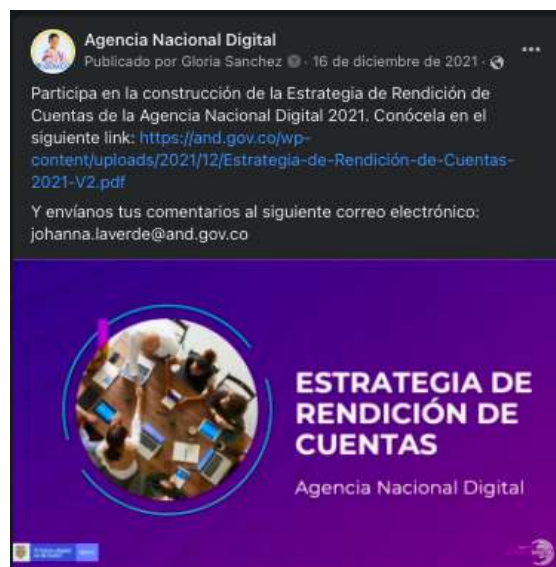 Agencia Nacional Digital
Publicado por Gloria Sanchez · 16 de diciembre de 2021 ·
Participa en la construcción de la Estrategia de Rendición de
Cuentas de la Agencia Nacional Digital 2021. Conócela en el
siguiente link: https://and.gov.co/wp-
content/uploads/2021/12/Estrategia-de-Rendición-de-Cuentas-
2021-V2.pdf
Y envíanos tus comentarios al siguiente correo electrónico:
johanna.laverde@and.gov.co
ESTRATEGIA DE
RENDICIÓN DE
CUENTAS
Agencia Nacional Digital